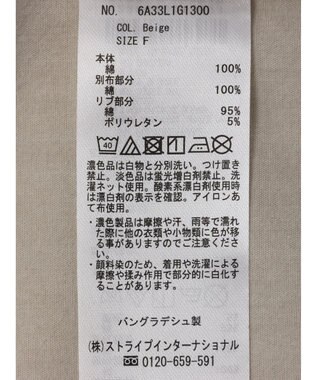 NO. 6A33L1G1300
COL. Beige
SIZE F
本体
綿 100%
別布部分
綿 100%
リブ部分
綿 95%
ポリウレタン 5%
40
濃色品は白物と分別洗い。つけ置き
禁止。淡色品は蛍光増白剤禁止。洗
濯ネット使用。酸素系漂白剤使用時
は漂白剤の表示を確認。アイロンあ
て布使用。
・濃色製品は摩擦や汗、雨等で濡れ
た際に他の衣類や小物類に色が移
る事がありますのでご注意くださ
い。
・顔料染のため、着用や洗濯による
摩擦や揉み作用で部分的に白化す
ることがあります。
バングラデシュ製
(株)ストライプインターナショナル
0120-659-591